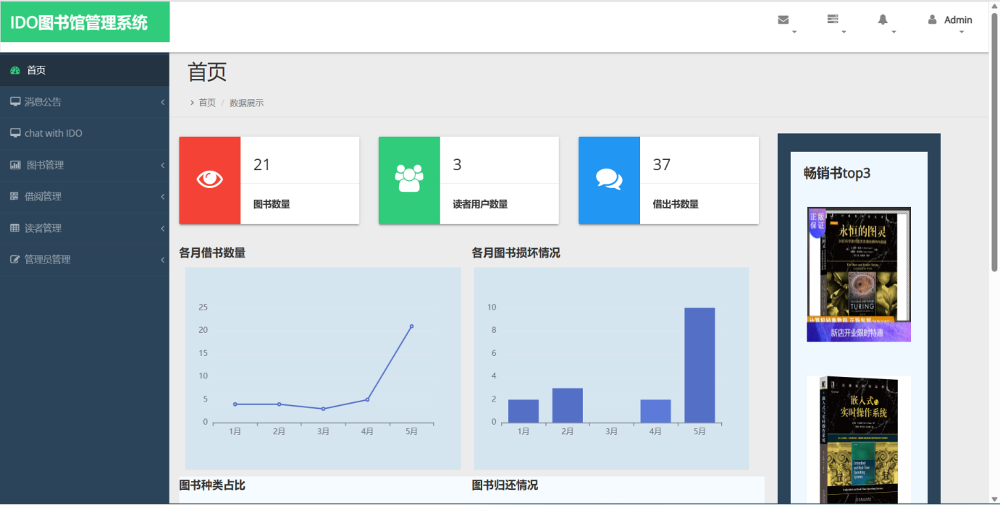 IDO图书馆管理系统
Admin
首页
消息公告
chat with IDO
图书管理
借阅管理
读者管理
管理员管理
首页
首页 / 数据展示
21
图书数量
3
读者用户数量
37
借出书数量
各月借书数量
25
20
15
10
5
0
1月 2月 3月 4月 5月
各月图书损坏情况
10
8
6
4
2
0
1月 2月 3月 4月 5月
图书种类占比
图书归还情况
畅销书top3
正版
保证
永恒的图灵
TURING
新店开业限时特惠
嵌入式与
实时操作系统
Embedded
and Real-Time
Operating
Systems